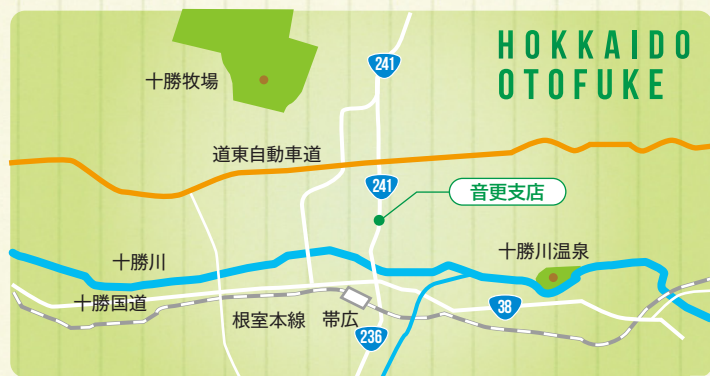 HOKKAIDO
OTOFUKE
241
十勝牧場
道東自動車道
241
音更支店
十勝川温泉
十勝川
十勝国道
38
根室本線
帯広
236